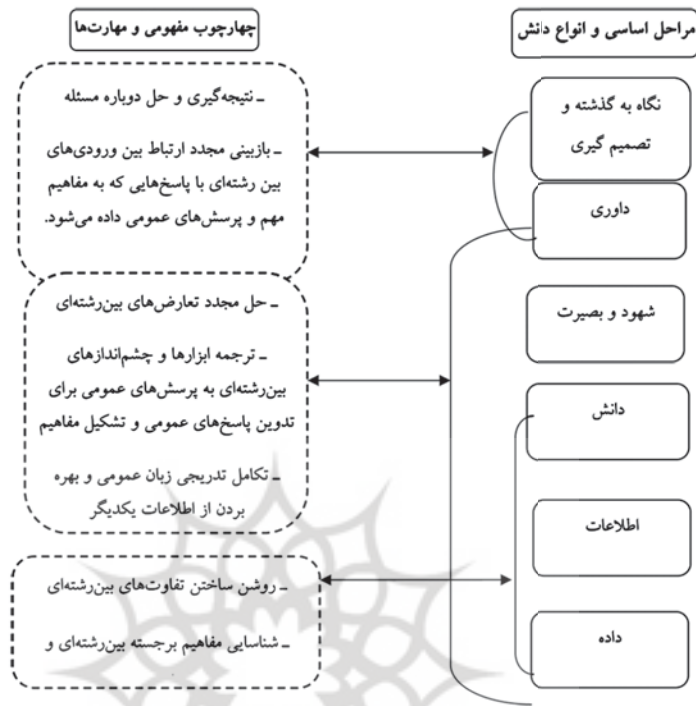 مراحل اساسی و انواع دانش
نگاه به گذشته و
تصمیم گیری
داوری
شهود و بصیرت
دانش
اطلاعات
داده
چهارچوب مفهومی و مهارت‌ها
ـ نتیجه‌گیری و حل دوباره مسئله
ـ بازبینی مجدد ارتباط بین ورودی‌های
بین رشته‌ای با پاسخ‌هایی که به مفاهیم
مهم و پرسش‌های عمومی داده می‌شود.
ـ حل مجدد تعارض‌های بین‌رشته‌ای
ـ ترجمه ابزارها و چشم‌اندازهای
بین‌رشته‌ای به پرسش‌های عمومی برای
تدوین پاسخ‌های عمومی و تشکیل مفاهیم
ـ تکامل تدریجی زبان عمومی و بهره
بردن از اطلاعات یکدیگر
ـ روشن ساختن تفاوت‌های بین‌رشته‌ای
ـ شناسایی مفاهیم برجسته بین‌رشته‌ای و